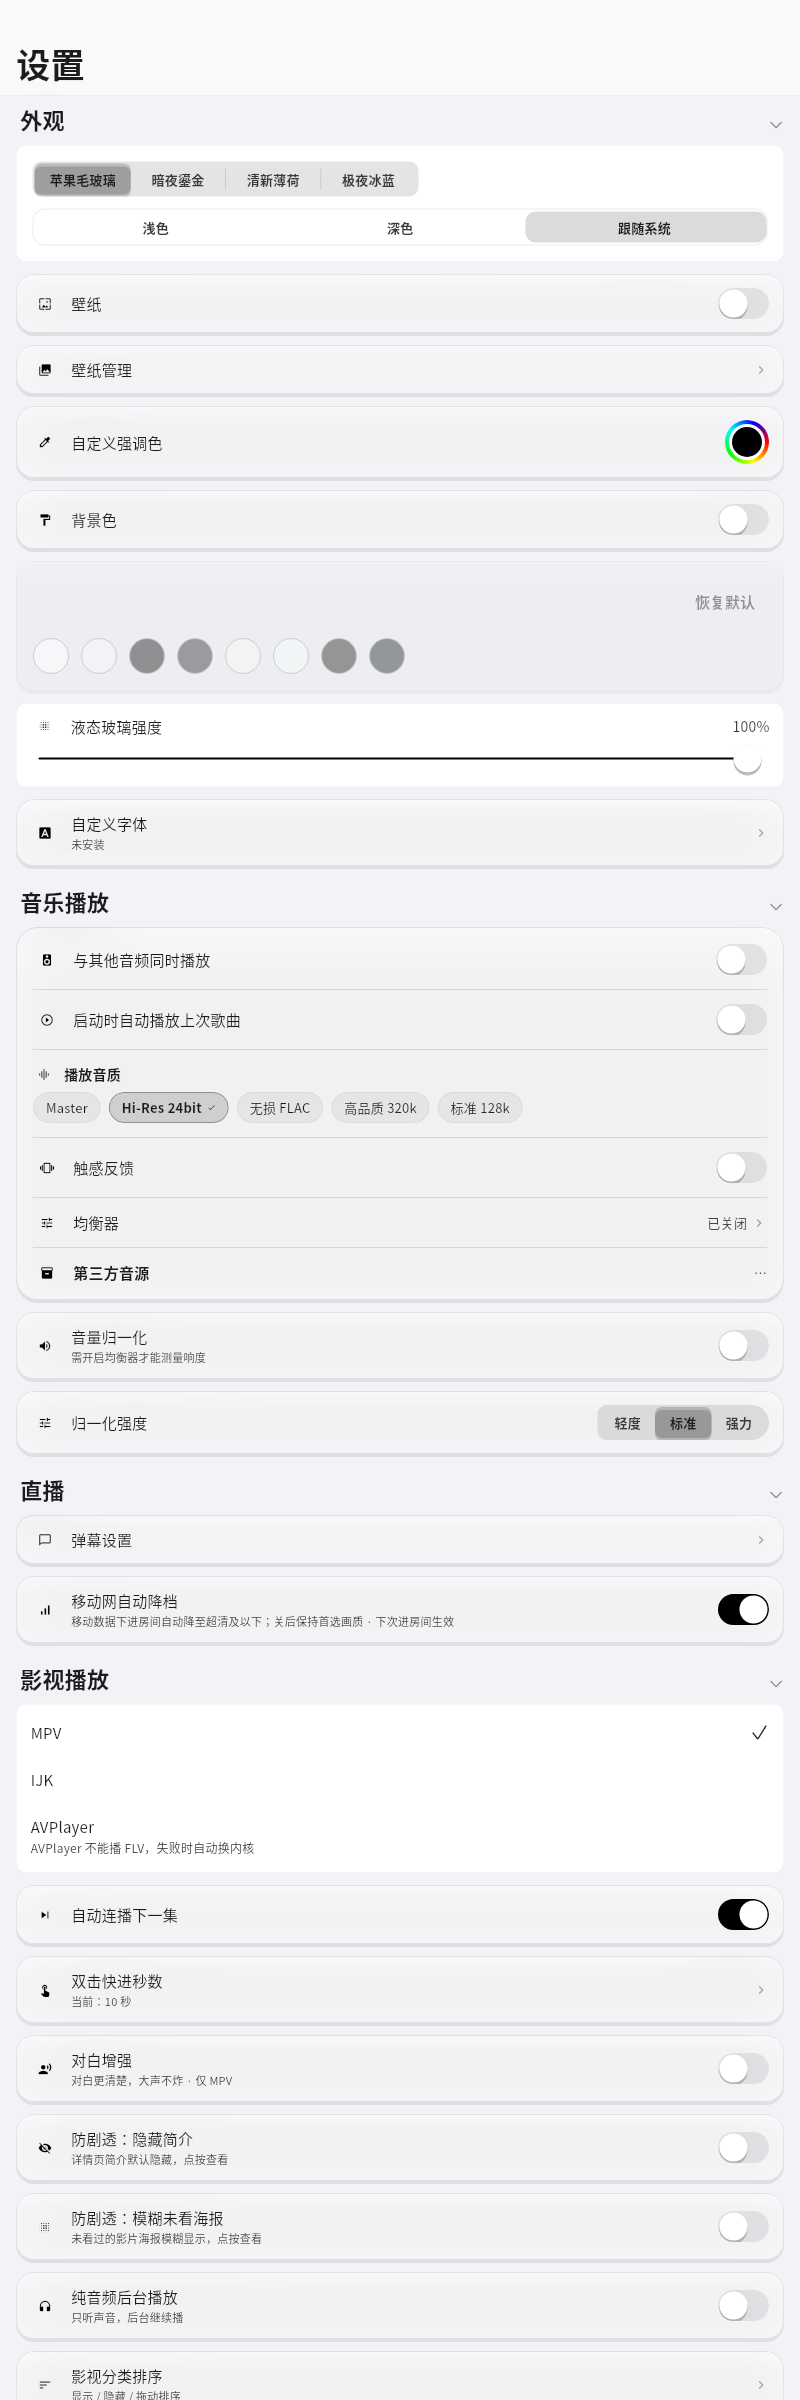 设置
外观
苹果毛玻璃 暗夜鎏金 清新薄荷 极夜冰蓝
浅色 深色 跟随系统
壁纸
壁纸管理
自定义强调色
背景色
恢复默认
液态玻璃强度 100%
自定义字体
未安装
音乐播放
与其他音频同时播放
启动时自动播放上次歌曲
播放音质
Master Hi-Res 24bit 无损 FLAC 高品质 320k 标准 128k
触感反馈
均衡器 已关闭
第三方音源 ...
音量归一化
需开启均衡器才能测量响度
归一化强度 轻度 标准 强力
直播
弹幕设置
移动网自动降档
移动数据下进房间自动降至超清及以下；关后保持首选画质 · 下次进房间生效
影视播放
MPV
IJK
AVPlayer
AVPlayer 不能播 FLV，失败时自动换内核
自动连播下一集
双击快进秒数
当前：10 秒
对白增强
对白更清楚，大声不炸 · 仅 MPV
防剧透：隐藏简介
详情页简介默认隐藏，点按查看
防剧透：模糊未看海报
未看过的影片海报模糊显示，点按查看
纯音频后台播放
只听声音，后台继续播
影视分类排序
显示 / 隐藏 / 拖动排序